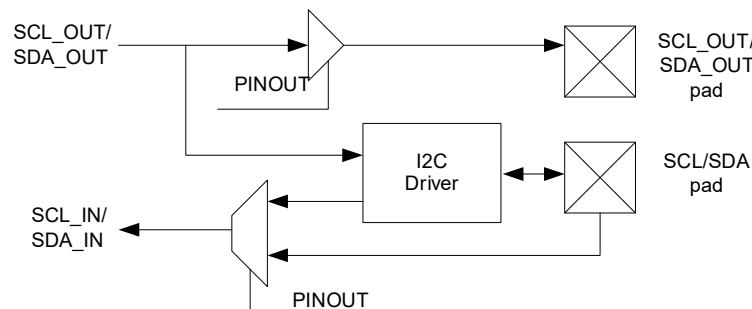 SCL_OUT/
SDA_OUT
SCL_OUT/
SDA_OUT
pad
PINOUT
I2C
Driver
SCL/SDA
pad
SCL_IN/
SDA_IN
PINOUT